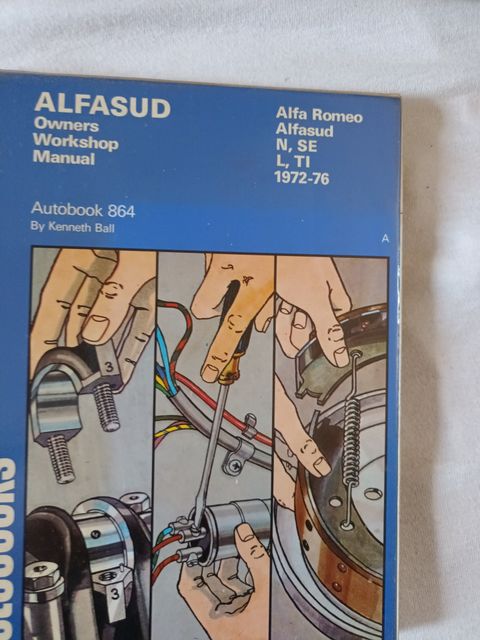 ALFASUD
Owners
Workshop
Manual
Alfa Romeo
Alfasud
N, SE
L, TI
1972-76
Autobook 864
By Kenneth Ball
A
3
3